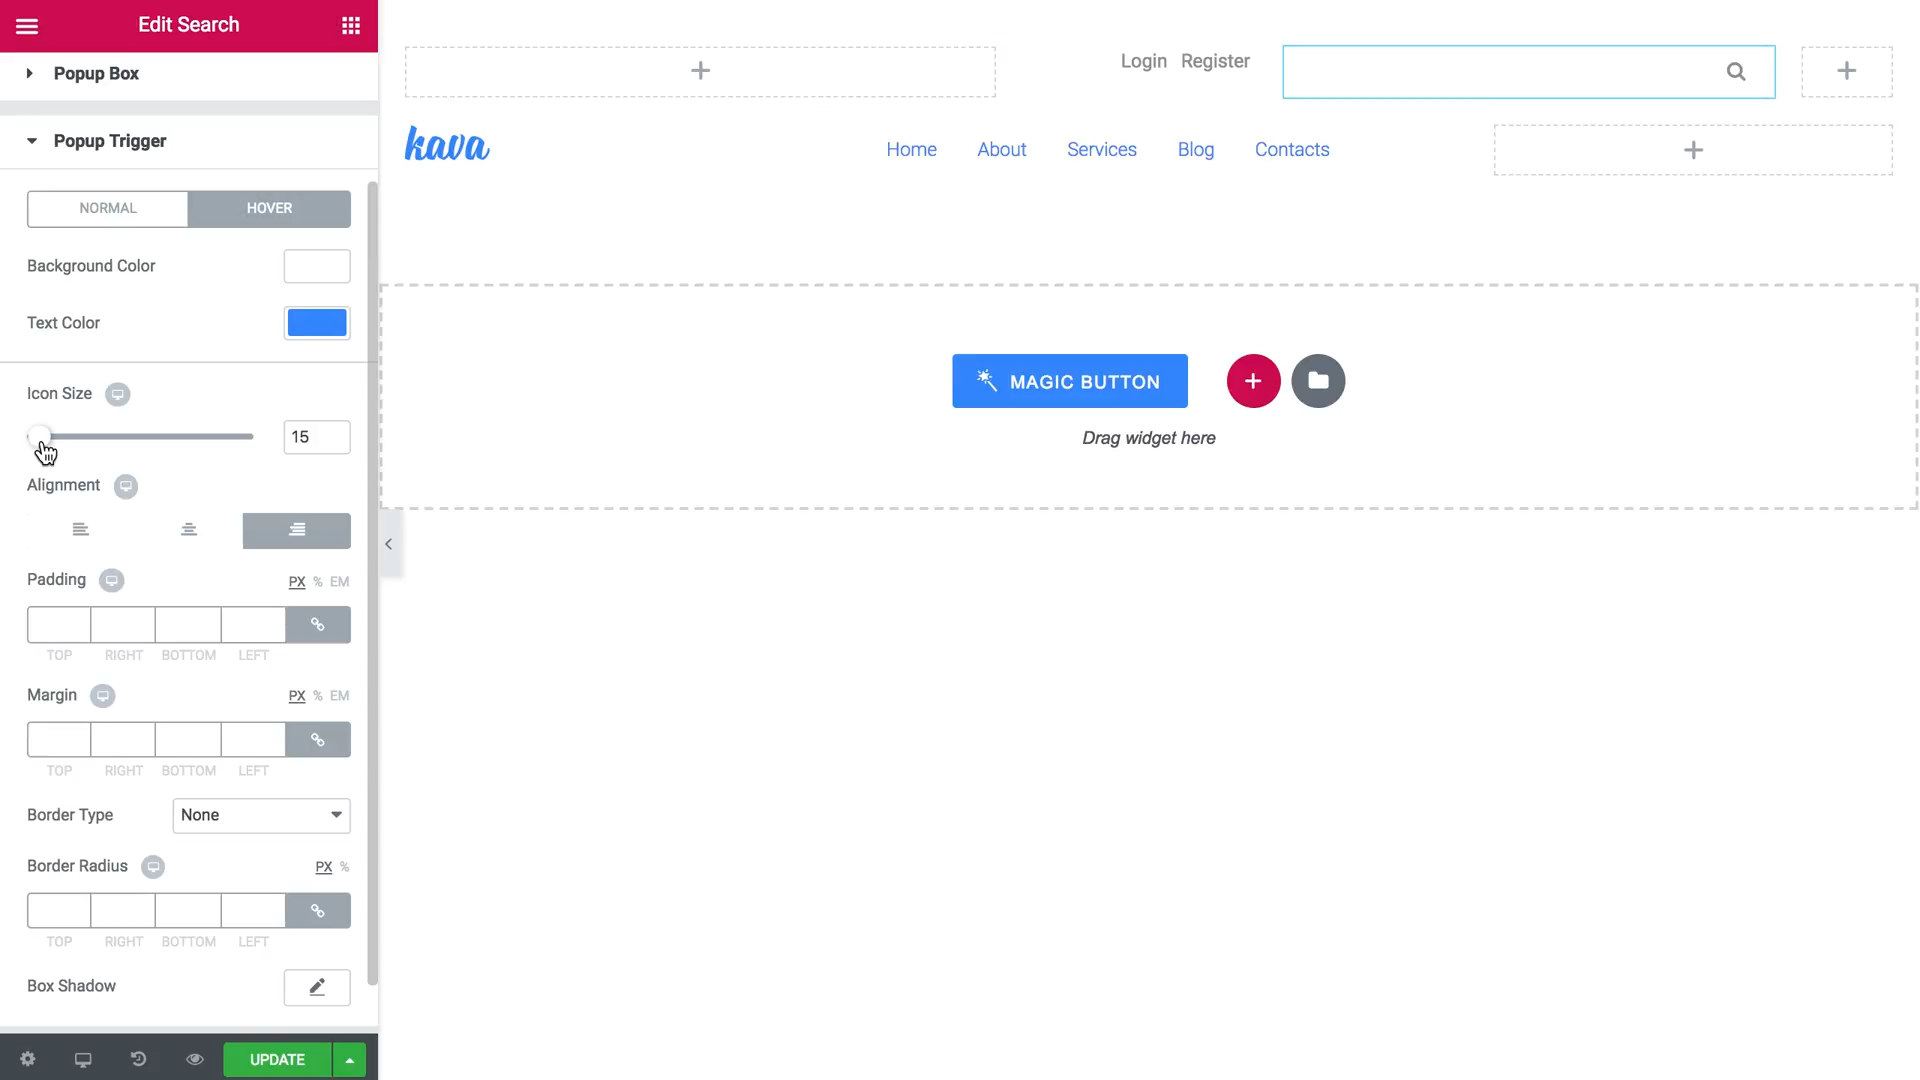 Edit Search
Popup Box
Popup Trigger
NORMAL HOVER
Background Color
Text Color
Icon Size
15
Alignment
Padding PX % EM
TOP RIGHT BOTTOM LEFT
Margin PX % EM
TOP RIGHT BOTTOM LEFT
Border Type None
Border Radius PX %
TOP RIGHT BOTTOM LEFT
Box Shadow
UPDATE
Login Register
kava
Home About Services Blog Contacts
MAGIC BUTTON
Drag widget here